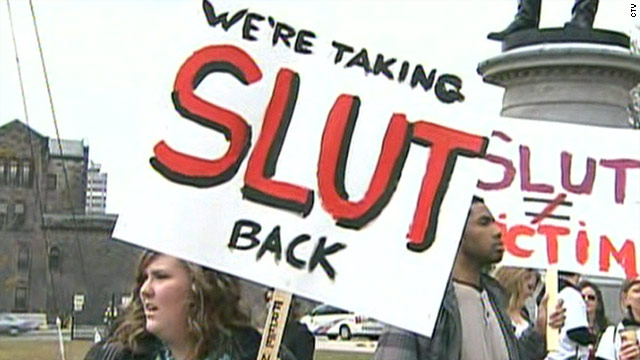 WE'RE TAKING
SLUT
BACK
SLUT
≠
VICTIM
CTV